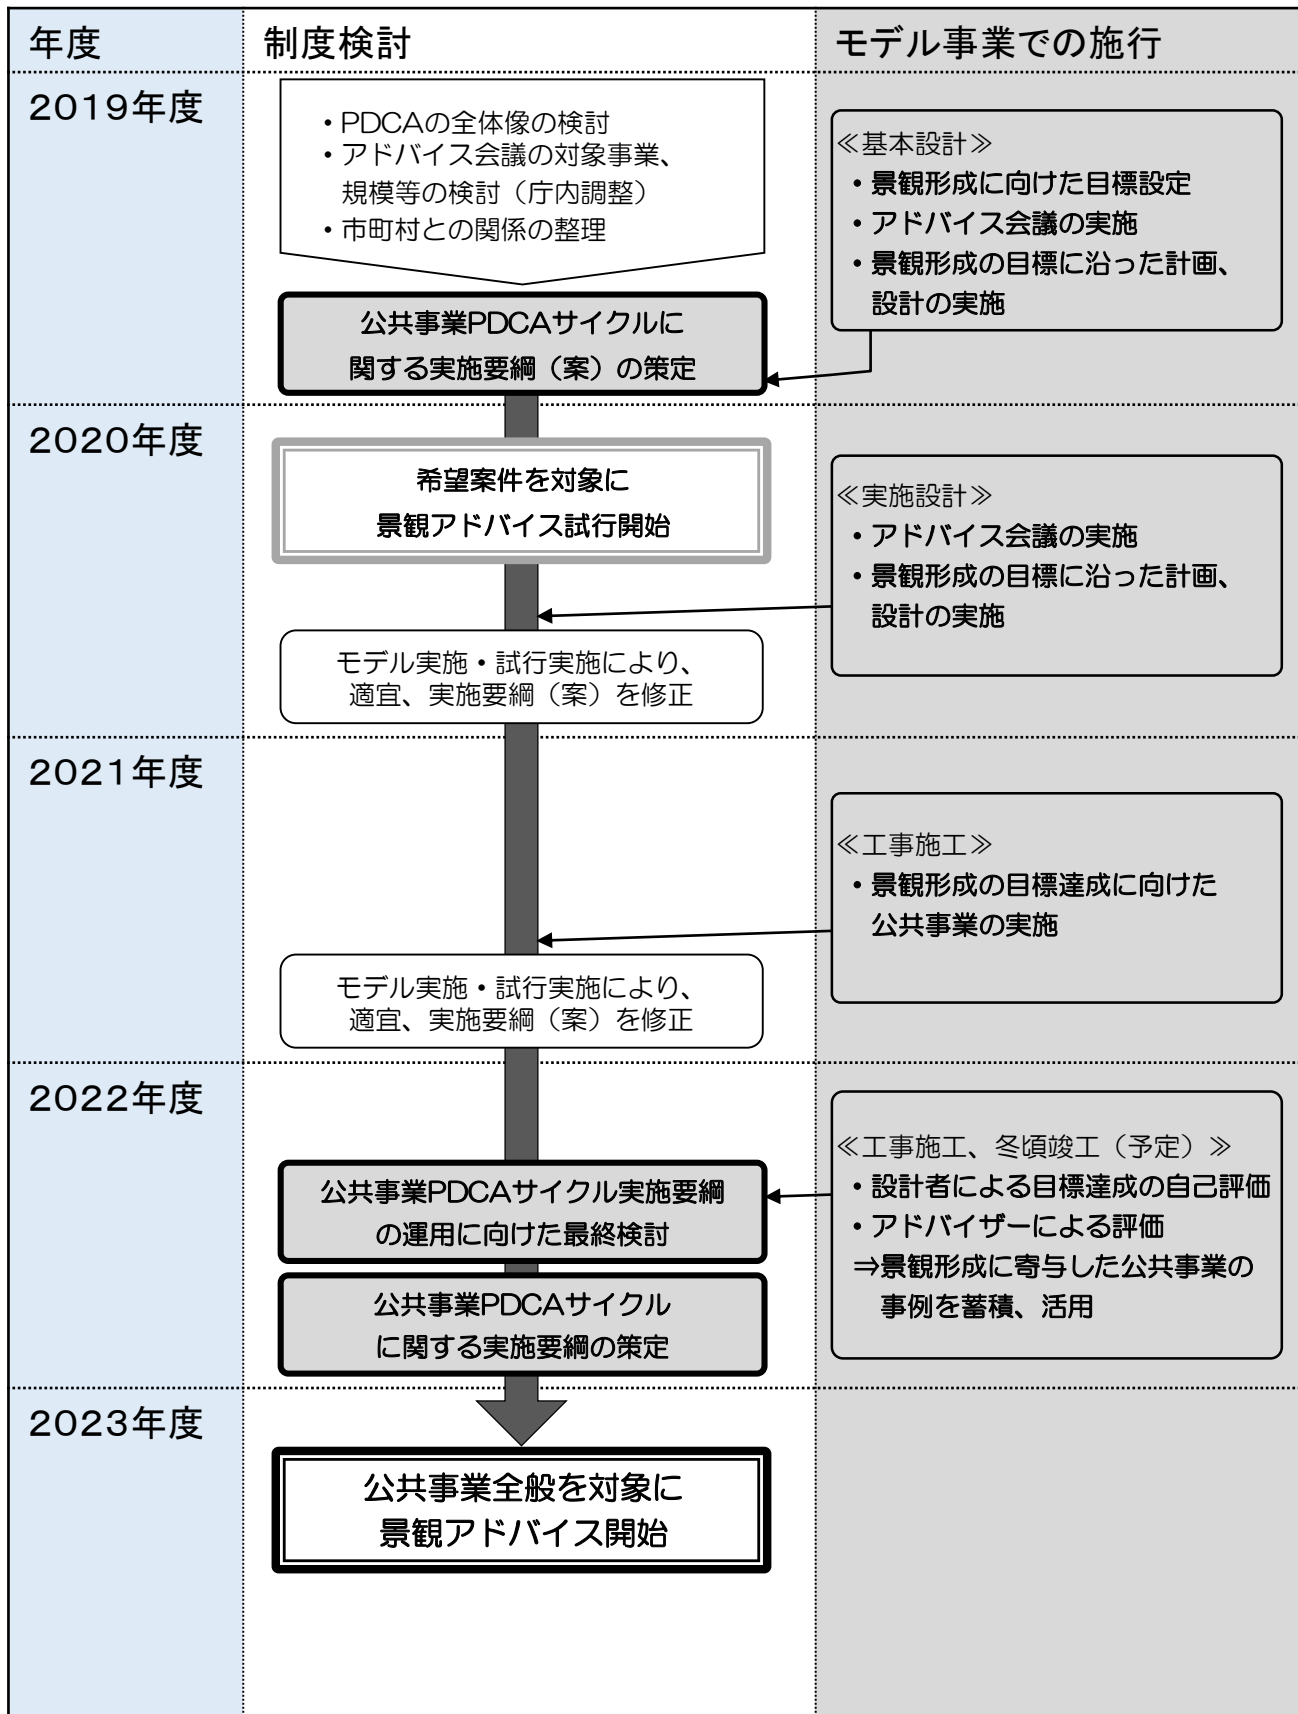 年度
制度検討
モデル事業での施行
2019年度
・PDCAの全体像の検討
・アドバイス会議の対象事業、
規模等の検討（庁内調整）
・市町村との関係の整理
公共事業PDCAサイクルに
関する実施要綱（案）の策定
≪基本設計≫
・景観形成に向けた目標設定
・アドバイス会議の実施
・景観形成の目標に沿った計画、
設計の実施
2020年度
希望案件を対象に
景観アドバイス試行開始
モデル実施・試行実施により、
適宜、実施要綱（案）を修正
≪実施設計≫
・アドバイス会議の実施
・景観形成の目標に沿った計画、
設計の実施
2021年度
モデル実施・試行実施により、
適宜、実施要綱（案）を修正
≪工事施工≫
・景観形成の目標達成に向けた
公共事業の実施
2022年度
公共事業PDCAサイクル実施要綱
の運用に向けた最終検討
公共事業PDCAサイクル
に関する実施要綱の策定
≪工事施工、冬頃竣工（予定）≫
・設計者による目標達成の自己評価
・アドバイザーによる評価
⇒景観形成に寄与した公共事業の
事例を蓄積、活用
2023年度
公共事業全般を対象に
景観アドバイス開始